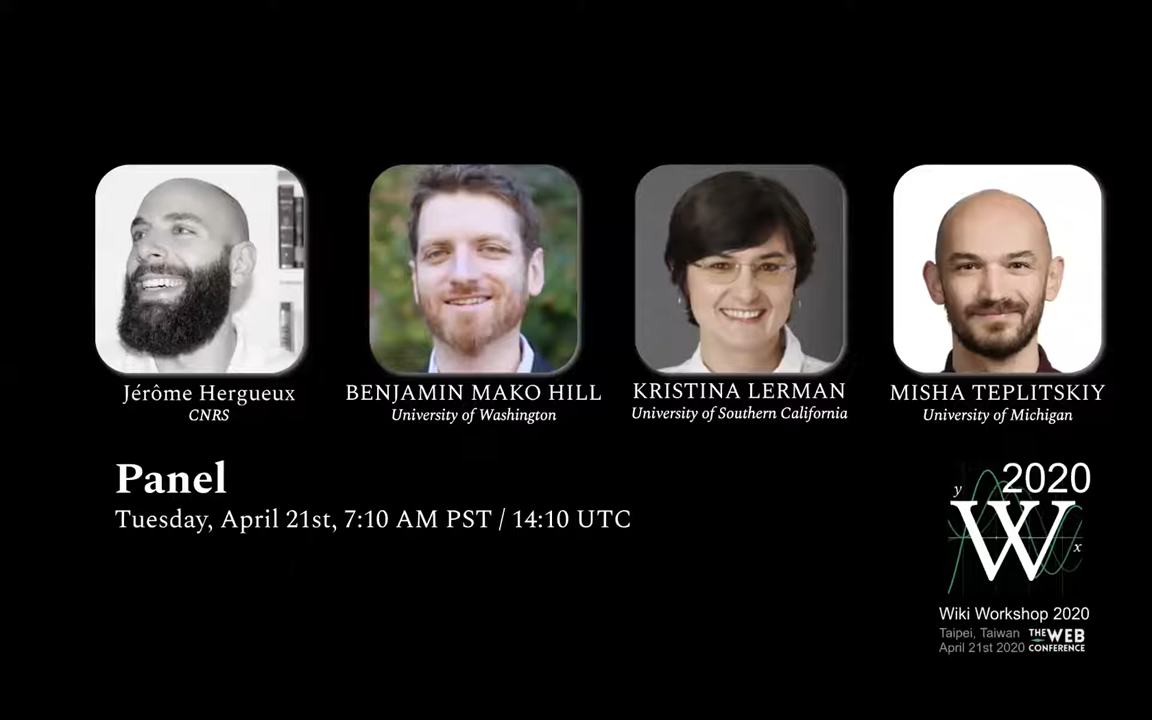 Jérôme Hergueux
CNRS
BENJAMIN MAKO HILL
University of Washington
KRISTINA LERMAN
University of Southern California
MISHA TEPLITSKIY
University of Michigan
Panel
Tuesday, April 21st, 7:10 AM PST / 14:10 UTC
2020
y
W
x
Wiki Workshop 2020
Taipei, Taiwan
April 21st 2020
THE WEB
CONFERENCE